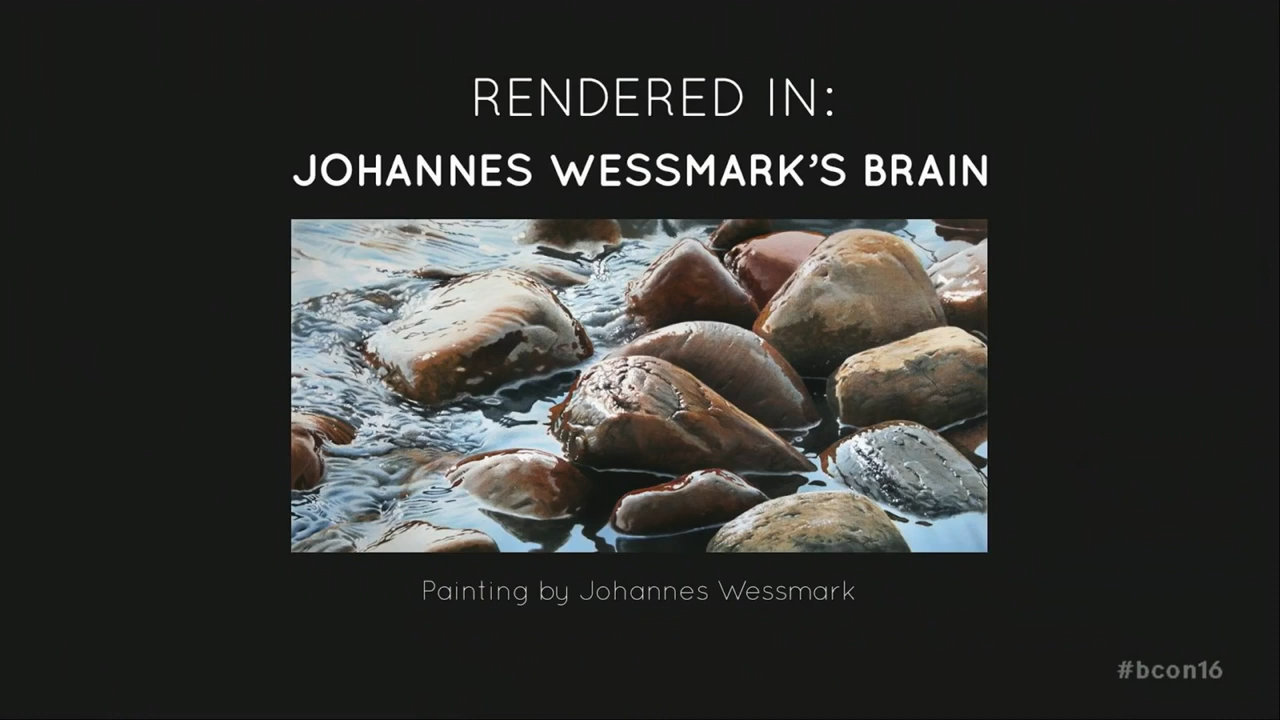 RENDERED IN:
JOHANNES WESSMARK’S BRAIN
Painting by Johannes Wessmark
#bcon16